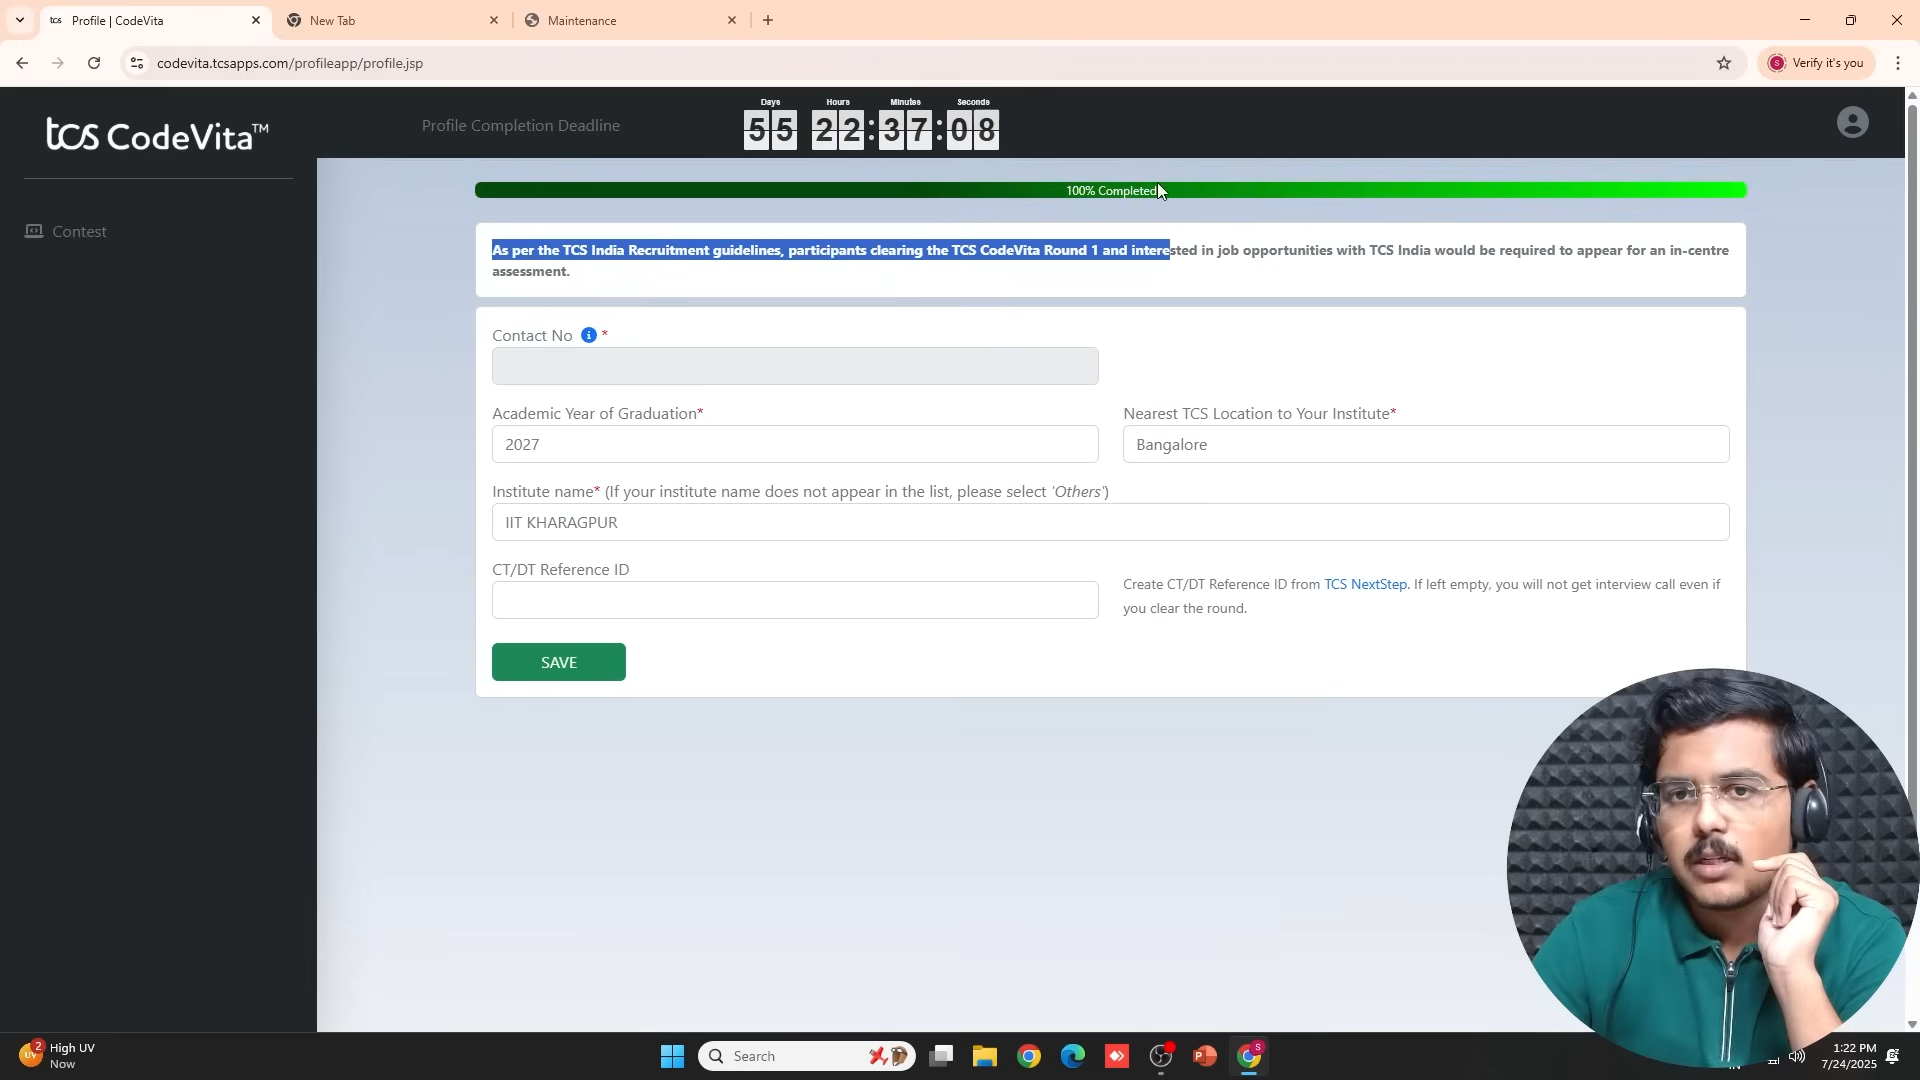 tcs Profile | CodeVita
New Tab
Maintenance
codevita.tcsapps.com/profileapp/profile.jsp
S Verify it's you
tcs CodeVita™
Profile Completion Deadline
Days Hours Minutes Seconds
55 22:37:08
Contest
100% Completed
As per the TCS India Recruitment guidelines, participants clearing the TCS CodeVita Round 1 and interested in job opportunities with TCS India would be required to appear for an in-centre
assessment.
Contact No i *
Academic Year of Graduation*
Nearest TCS Location to Your Institute*
2027
Bangalore
Institute name* (If your institute name does not appear in the list, please select 'Others')
IIT KHARAGPUR
CT/DT Reference ID
Create CT/DT Reference ID from TCS NextStep. If left empty, you will not get interview call even if
you clear the round.
SAVE
2
UV
High UV
Now
Search
S
1:22 PM
7/24/2025